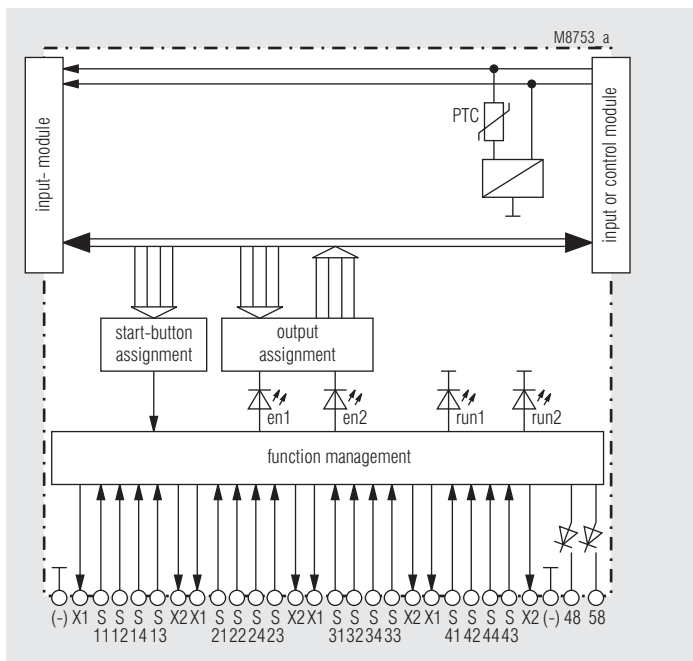 M8753_a
input- module
PTC
input or control module
start-button
assignment
output
assignment
en1
en2
run1
run2
function management
(-) X1 S S S S X2 X1 S S S S X2 X1 S S S S X2 X1 S S S S X2 (-) 48 58
11 12 14 13 21 22 24 23 31 32 34 33 41 42 44 43